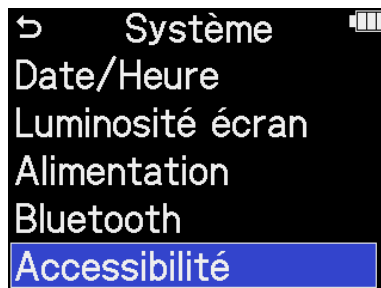 Système
Date/Heure
Luminosité écran
Alimentation
Bluetooth
Accessibilité